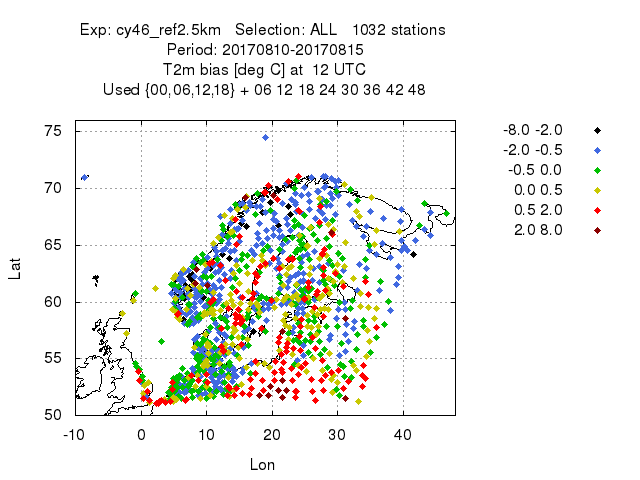 Exp: cy46_ref2.5km   Selection: ALL   1032 stations
Period: 20170810-20170815
T2m bias [deg C] at  12 UTC
Used {00,06,12,18} + 06 12 18 24 30 36 42 48
75
70
65
60
55
50
Lat
-10 0 10 20 30 40
Lon
-8.0 -2.0
-2.0 -0.5
-0.5 0.0
0.0 0.5
0.5 2.0
2.0 8.0